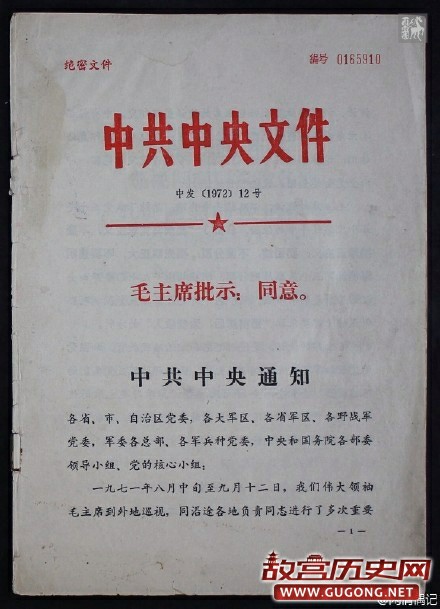 绝密文件
编号 0165910
中共中央文件
中发〔1972〕12号
毛主席批示：同意。
中共中央通知
各省、市、自治区党委，各大军区、各省军区、各野战军
党委，军委各总部、各军兵种党委，中央和国务院各部委
领导小组、党的核心小组：
一九七一年八月中旬至九月十二日，我们伟大领袖
毛主席到外地巡视，同沿途各地负责同志进行了多次重要
—1—
故宫历史网
WWW.GUGONG.NET